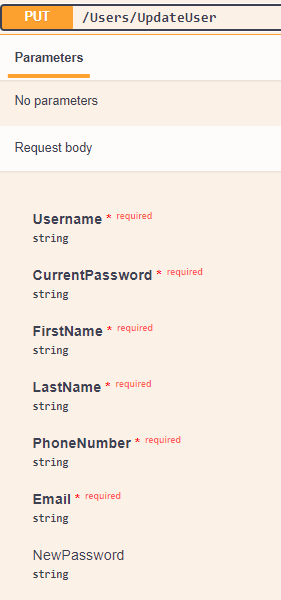 PUT /Users/UpdateUser
Parameters
No parameters
Request body
Username * required
string
CurrentPassword * required
string
FirstName * required
string
LastName * required
string
PhoneNumber * required
string
Email * required
string
NewPassword
string